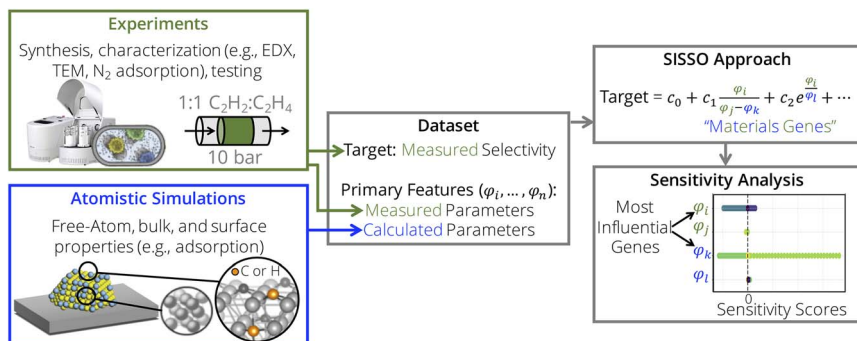 Experiments
Synthesis, characterization (e.g., EDX,
TEM, N₂ adsorption), testing
1:1 C₂H₂:C₂H₄
10 bar
Atomistic Simulations
Free-Atom, bulk, and surface
properties (e.g., adsorption)
C or H
Dataset
Target: Measured Selectivity
Primary Features (φᵢ, ..., φₙ):
Measured Parameters
Calculated Parameters
SISSO Approach
Target = c₀ + c₁ φᵢ/(φⱼ−φₖ) + c₂e^(φᵢ/φₗ) + ⋯
“Materials Genes”
Sensitivity Analysis
Most
Influential
Genes
φᵢ
φⱼ
φₖ
φₗ
0
Sensitivity Scores